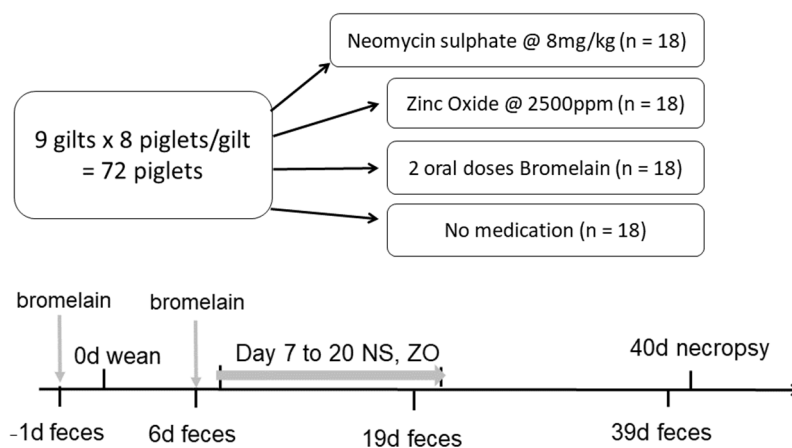 Neomycin sulphate @ 8mg/kg (n = 18)
9 gilts x 8 piglets/gilt
= 72 piglets
Zinc Oxide @ 2500ppm (n = 18)
2 oral doses Bromelain (n = 18)
No medication (n = 18)
bromelain
bromelain
0d wean
Day 7 to 20 NS, ZO
40d necropsy
-1d feces
6d feces
19d feces
39d feces